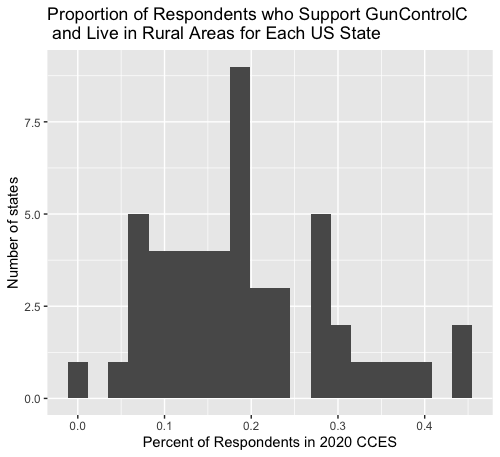 Proportion of Respondents who Support GunControlC
and Live in Rural Areas for Each US State
7.5
5.0
2.5
0.0
Number of states
0.0 0.1 0.2 0.3 0.4
Percent of Respondents in 2020 CCES